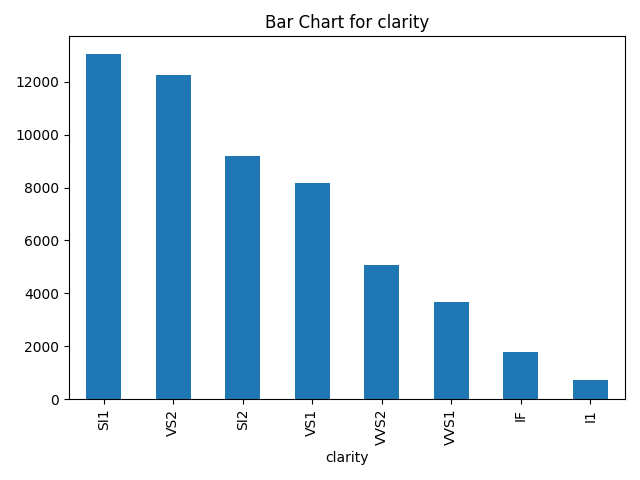 Bar Chart for clarity
12000
10000
8000
6000
4000
2000
0
SI1
VS2
SI2
VS1
VVS2
VVS1
IF
I1
clarity